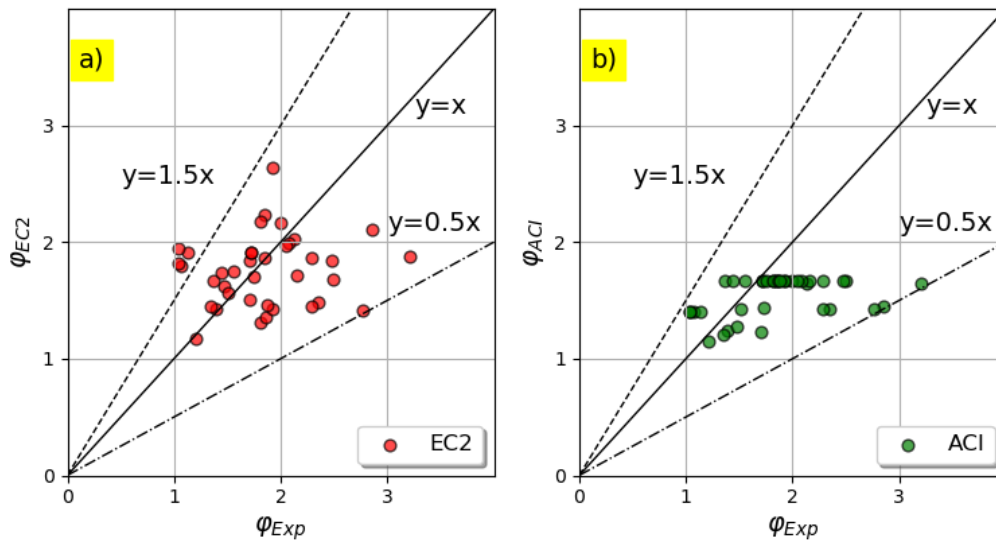 a)
y=x
y=1.5x
y=0.5x
3
2
1
0
φEC2
EC2
0 1 2 3
φExp
b)
y=x
y=1.5x
y=0.5x
3
2
1
0
φACI
ACI
0 1 2 3
φExp